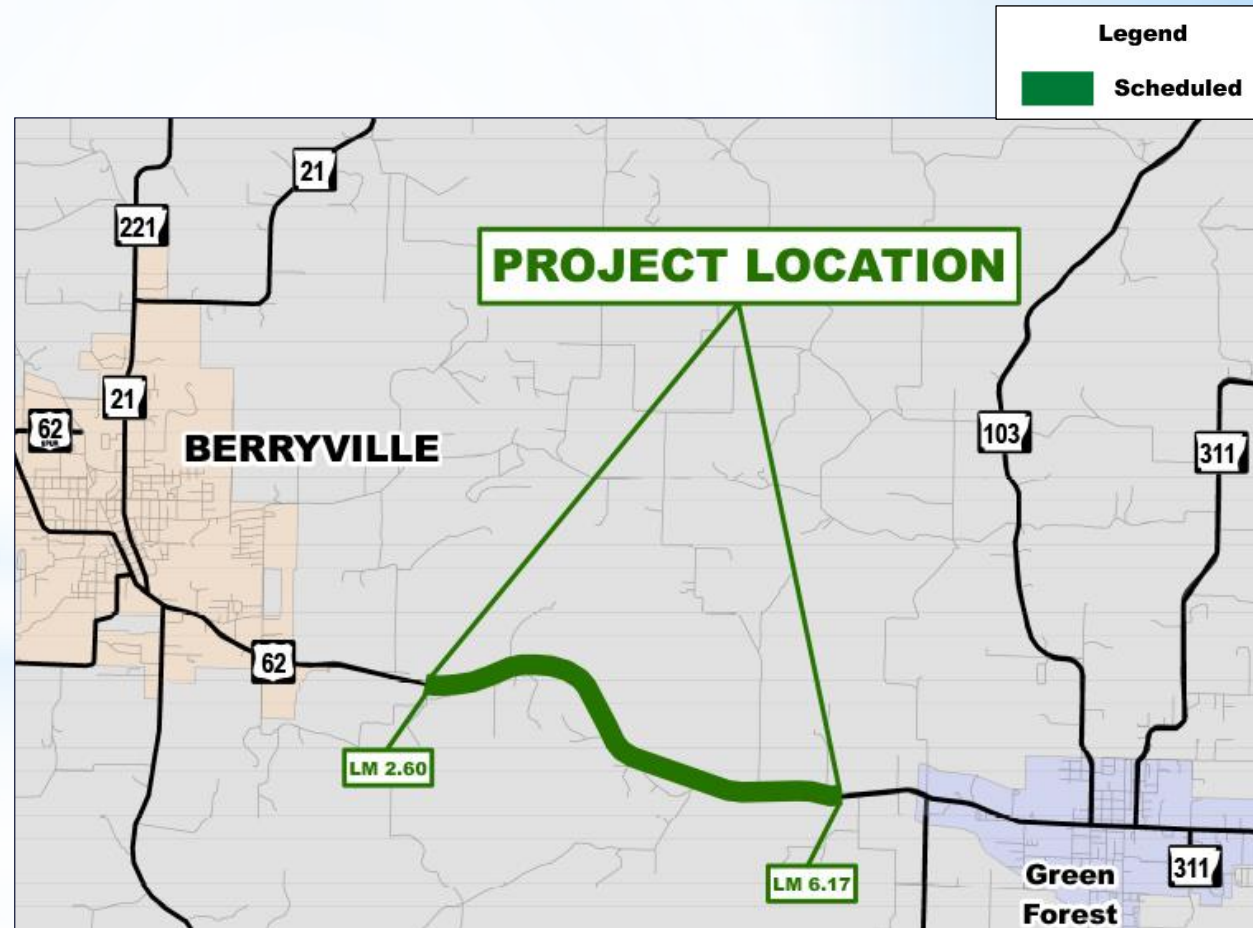 Legend
Scheduled
21
221
PROJECT LOCATION
21
62
SPUR
BERRYVILLE
103
311
62
LM 2.60
LM 6.17
Green
Forest
311